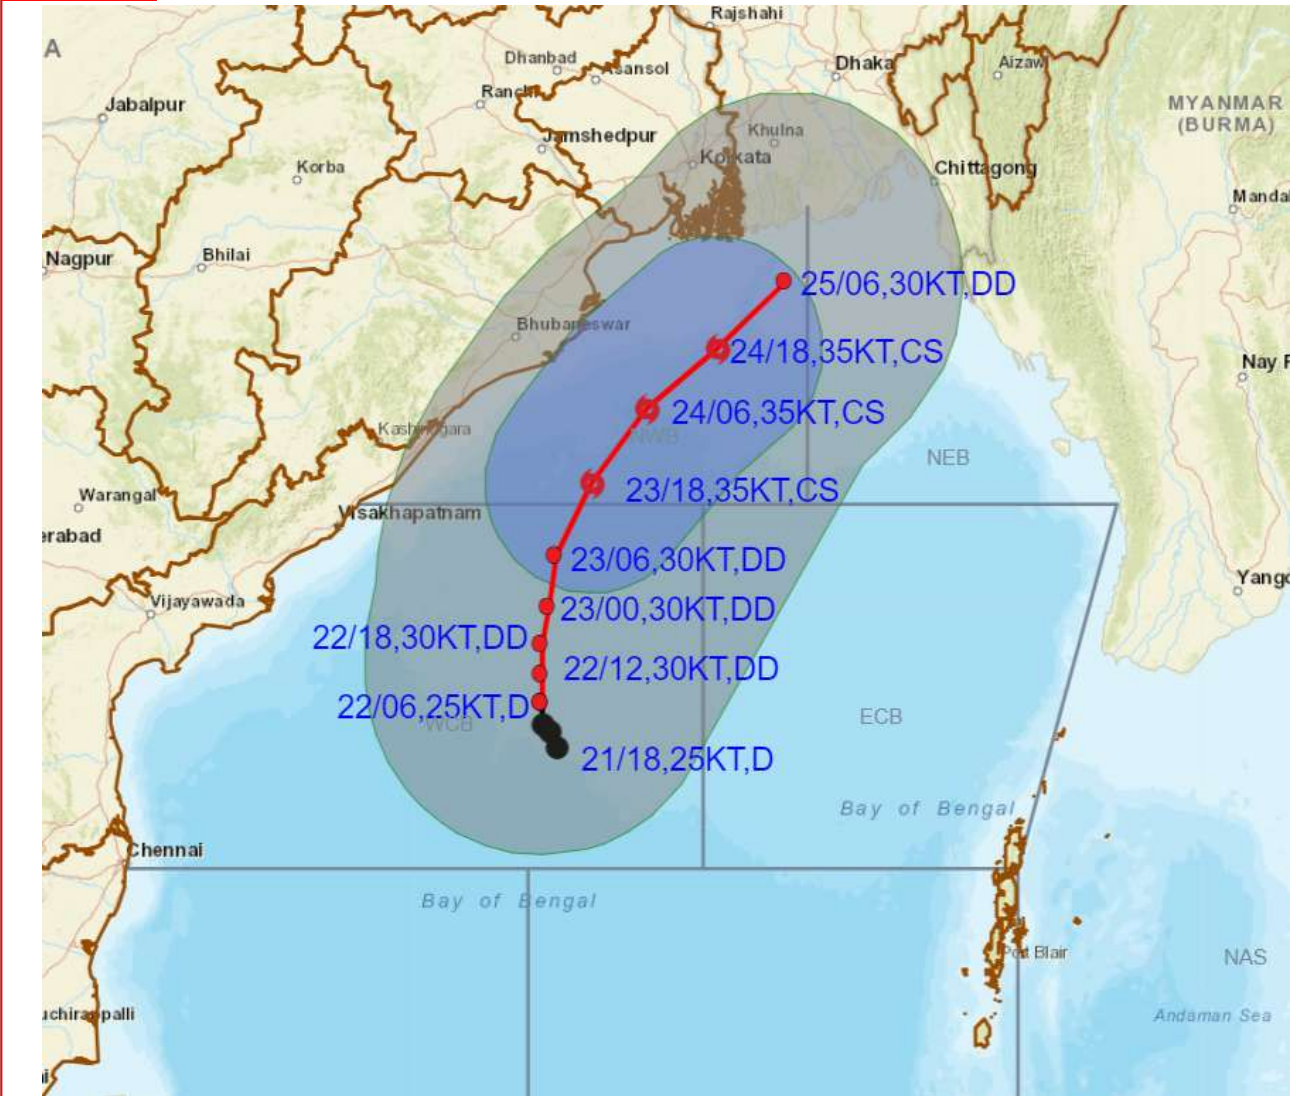 Rajshahi
A
Dhanbad
Asansol
Dhaka
Aizawl
Ranchi
Jabalpur
MYANMAR
(BURMA)
Jamshedpur
Khulna
Kolkata
Korba
Chittagong
Nagpur
Bhilai
25/06,30KT,DD
Bhubaneswar
24/18,35KT,CS
24/06,35KT,CS
NWB
NEB
23/18,35KT,CS
Warangal
Visakhapatnam
erabad
23/06,30KT,DD
Vijayawada
23/00,30KT,DD
22/18,30KT,DD
22/12,30KT,DD
22/06,25KT,D
WCB
ECB
21/18,25KT,D
Bay of Bengal
Chennai
Bay of Bengal
Port Blair
NAS
uchirappalli
Andaman Sea